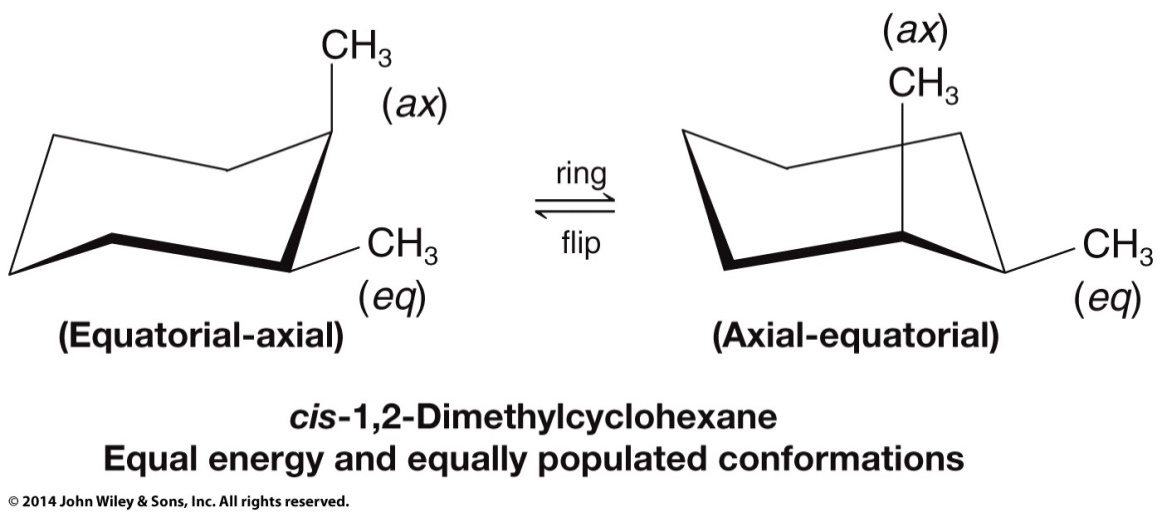 CH₃
(ax)
CH₃
(eq)
(Equatorial-axial)
ring
flip
(ax)
CH₃
CH₃
(eq)
(Axial-equatorial)
cis-1,2-Dimethylcyclohexane
Equal energy and equally populated conformations
© 2014 John Wiley & Sons, Inc. All rights reserved.